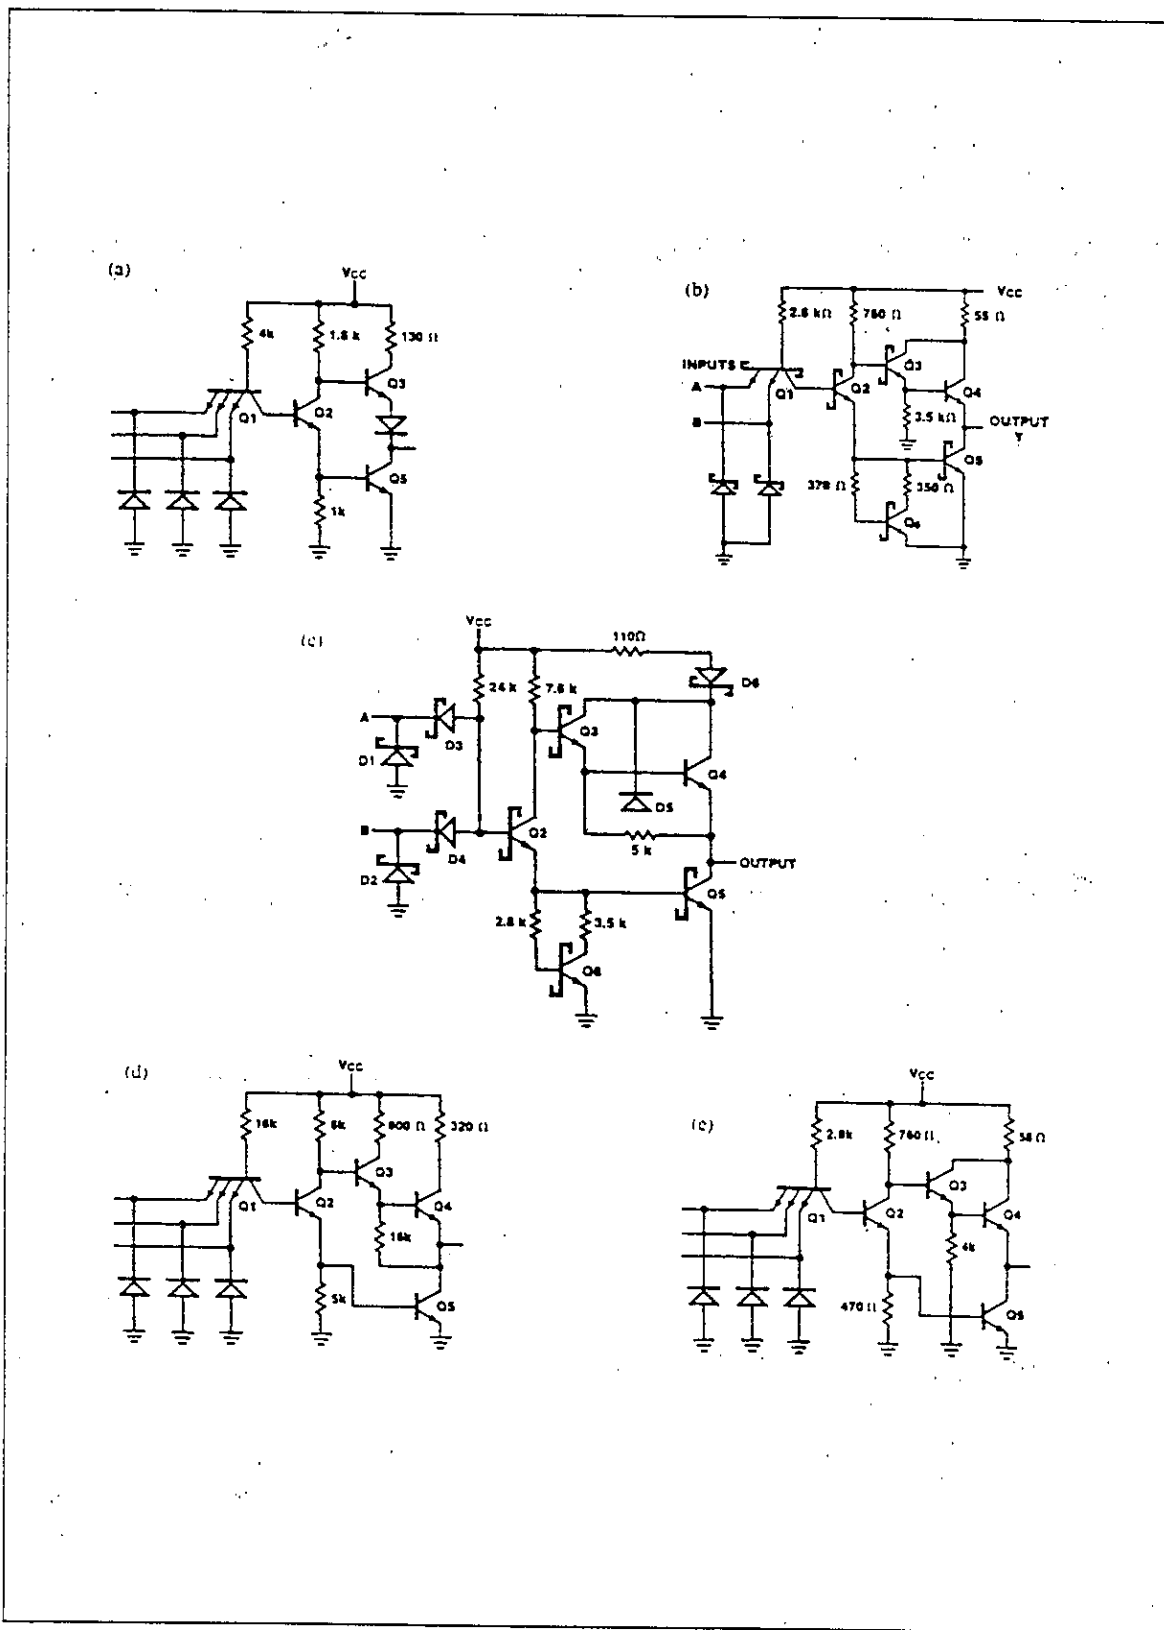 (a)
VCC
4k
1.6 k
130 Ω
Q3
Q1
Q2
Q5
1k
(b)
VCC
2.8 kΩ
760 Ω
55 Ω
INPUTS
A
B
Q1
Q2
Q3
Q4
3.5 kΩ
OUTPUT
Y
Q5
370 Ω
350 Ω
Q6
(c)
VCC
110Ω
24 k
7.6 k
D6
A
D3
D1
Q3
Q4
D5
B
D4
Q2
5 k
D2
OUTPUT
Q5
2.8 k
3.5 k
Q6
(d)
VCC
16k
800 Ω
320 Ω
Q3
Q1
Q2
Q4
16k
5k
Q5
(e)
VCC
2.8k
760 Ω
58 Ω
Q3
Q1
Q2
Q4
4k
470 Ω
Q5